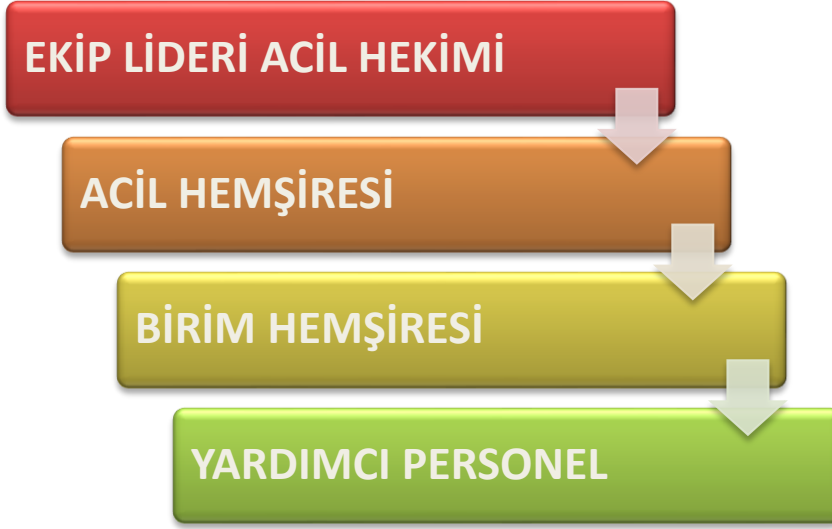 EKİP LİDERİ ACİL HEKİMİ
ACİL HEMŞİRESİ
BİRİM HEMŞİRESİ
YARDIMCI PERSONEL